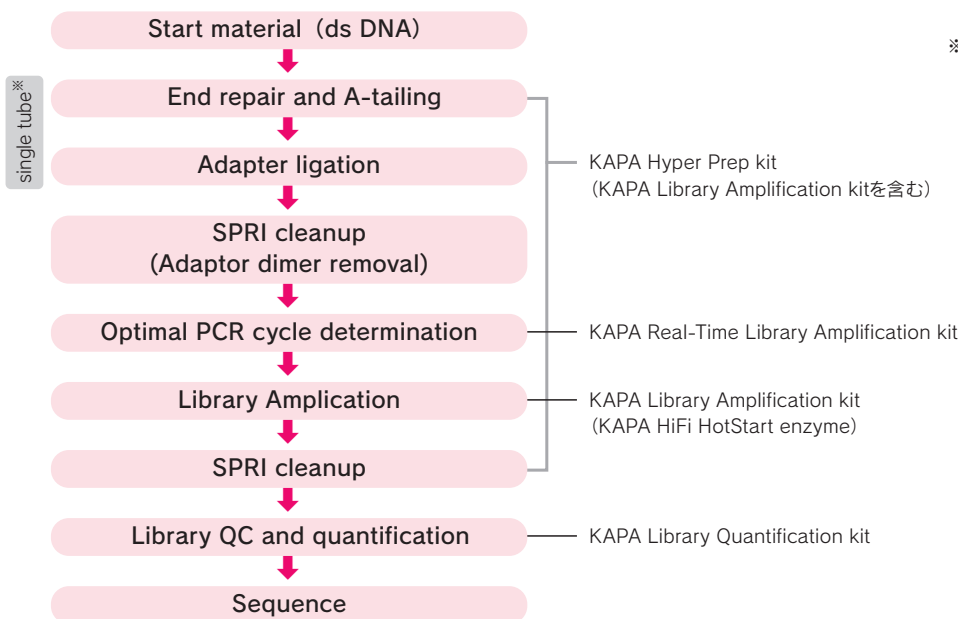 Start material（ds DNA）
※
single tube※
End repair and A-tailing
Adapter ligation
KAPA Hyper Prep kit
（KAPA Library Amplification kitを含む）
SPRI cleanup
(Adaptor dimer removal)
Optimal PCR cycle determination
KAPA Real-Time Library Amplification kit
Library Amplication
KAPA Library Amplification kit
（KAPA HiFi HotStart enzyme）
SPRI cleanup
Library QC and quantification
KAPA Library Quantification kit
Sequence